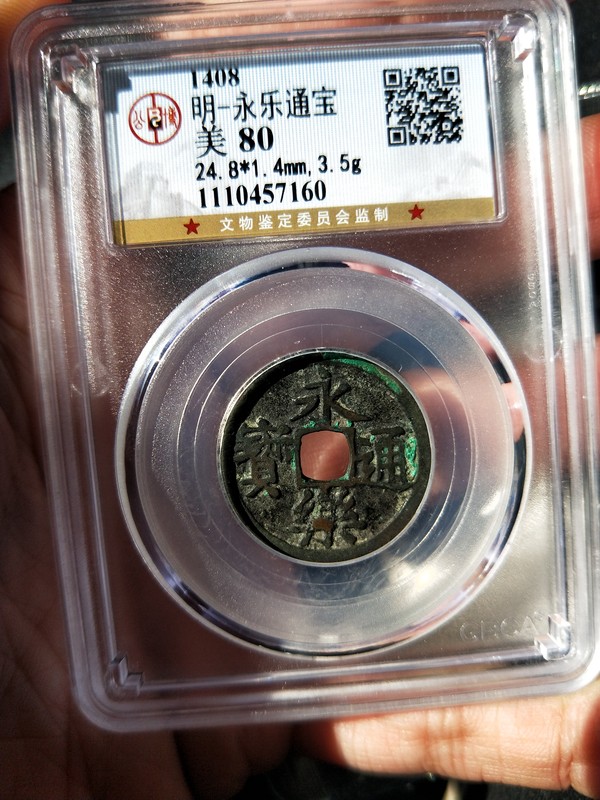 1408
明-永乐通宝
美 80
24.8*1.4mm, 3.5g
1110457160
★ 文物鉴定委员会监制 ★
永
寶 通
樂